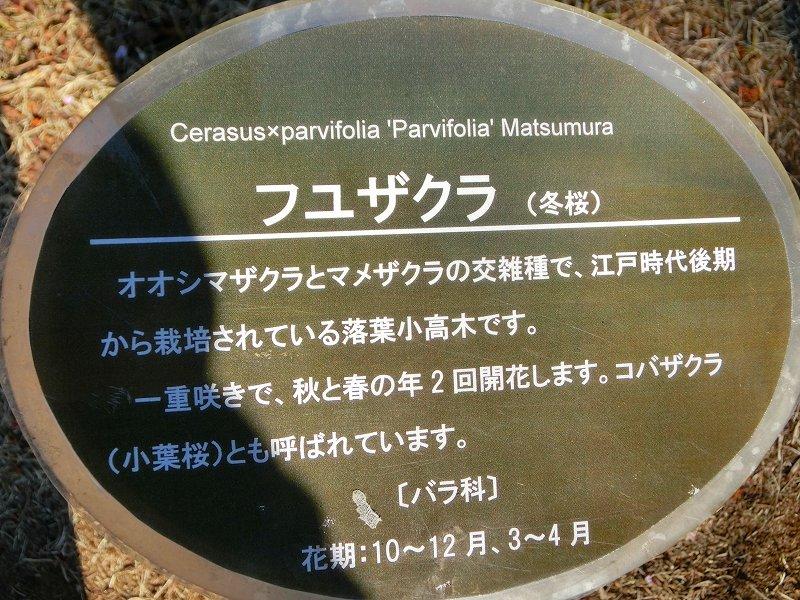 Cerasus×parvifolia 'Parvifolia' Matsumura
フユザクラ （冬桜）
オオシマザクラとマメザクラの交雑種で、江戸時代後期
から栽培されている落葉小高木です。
一重咲きで、秋と春の年2回開花します。コバザクラ
（小葉桜）とも呼ばれています。
〔バラ科〕
花期：10～12月、3～4月